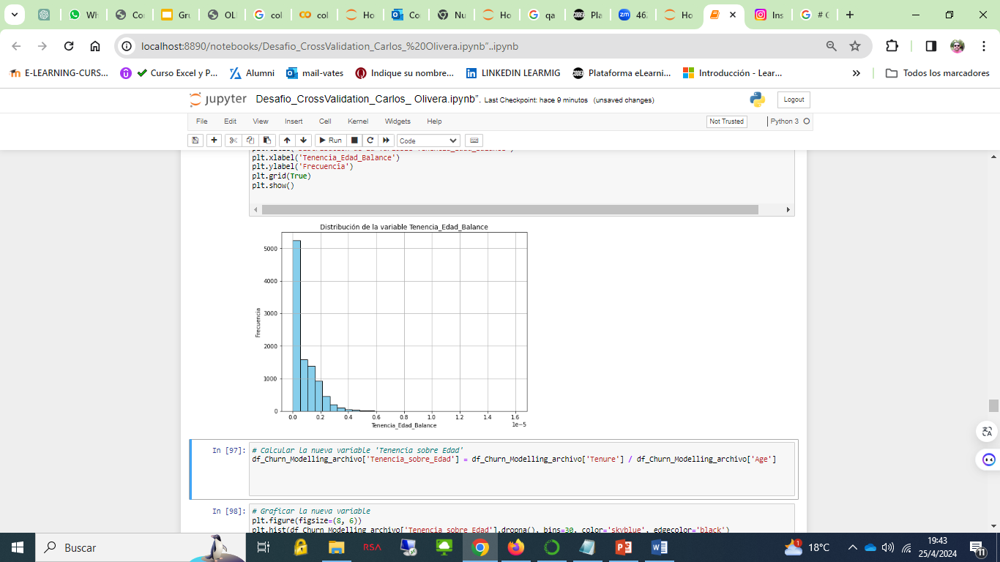 Wh
Co
Gru
OLI
col
col
Ho
Co
Nu
Ho
qa
Pla
zm 46
Ho
Ins
# C
localhost:8890/notebooks/Desafio_CrossValidation_Carlos_%20Olivera.ipynb”..ipynb
E-LEARNING-CURS...
Curso Excel y P...
Alumni
mail-vates
Indique su nombre...
LINKEDIN LEARMIG
Plataforma eLearni...
Introducción - Lear...
Todos los marcadores
jupyter
Desafio_CrossValidation_Carlos_ Olivera.ipynb”. Last Checkpoint: hace 9 minutos (unsaved changes)
Logout
File Edit View Insert Cell Kernel Widgets Help
Not Trusted
Python 3
Run
Code
plt.xlabel('Tenencia_Edad_Balance')
plt.ylabel('Frecuencia')
plt.grid(True)
plt.show()
Distribución de la variable Tenencia_Edad_Balance
5000
4000
3000
2000
1000
0
Frecuencia
0.0 0.2 0.4 0.6 0.8 1.0 1.2 1.4 1.6
1e−5
Tenencia_Edad_Balance
In [97]:
# Calcular la nueva variable 'Tenencia sobre Edad'
df_Churn_Modelling_archivo['Tenencia_sobre_Edad'] = df_Churn_Modelling_archivo['Tenure'] / df_Churn_Modelling_archivo['Age']
In [98]:
# Graficar la nueva variable
plt.figure(figsize=(8, 6))
plt.hist(df_Churn_Modelling_archivo['Tenencia_sobre_Edad'].dropna(), bins=30, color='skyblue', edgecolor='black')
Buscar
RSA
1
18°C
19:43
25/4/2024
11